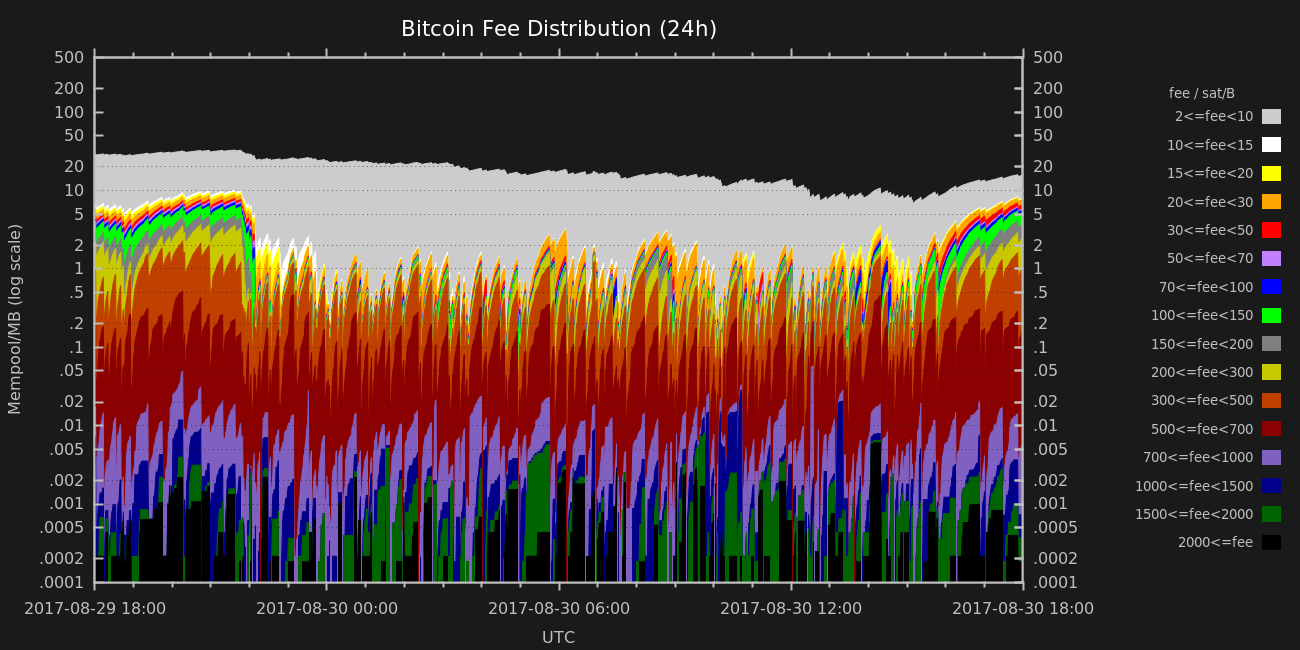 Bitcoin Fee Distribution (24h)
500
200
100
50
20
10
5
2
1
.5
.2
.1
.05
.02
.01
.005
.002
.001
.0005
.0002
.0001
Mempool/MB (log scale)
500
200
100
50
20
10
5
2
1
.5
.2
.1
.05
.02
.01
.005
.002
.001
.0005
.0002
.0001
fee / sat/B
2<=fee<10
10<=fee<15
15<=fee<20
20<=fee<30
30<=fee<50
50<=fee<70
70<=fee<100
100<=fee<150
150<=fee<200
200<=fee<300
300<=fee<500
500<=fee<700
700<=fee<1000
1000<=fee<1500
1500<=fee<2000
2000<=fee
2017-08-29 18:00 2017-08-30 00:00 2017-08-30 06:00 2017-08-30 12:00 2017-08-30 18:00
UTC